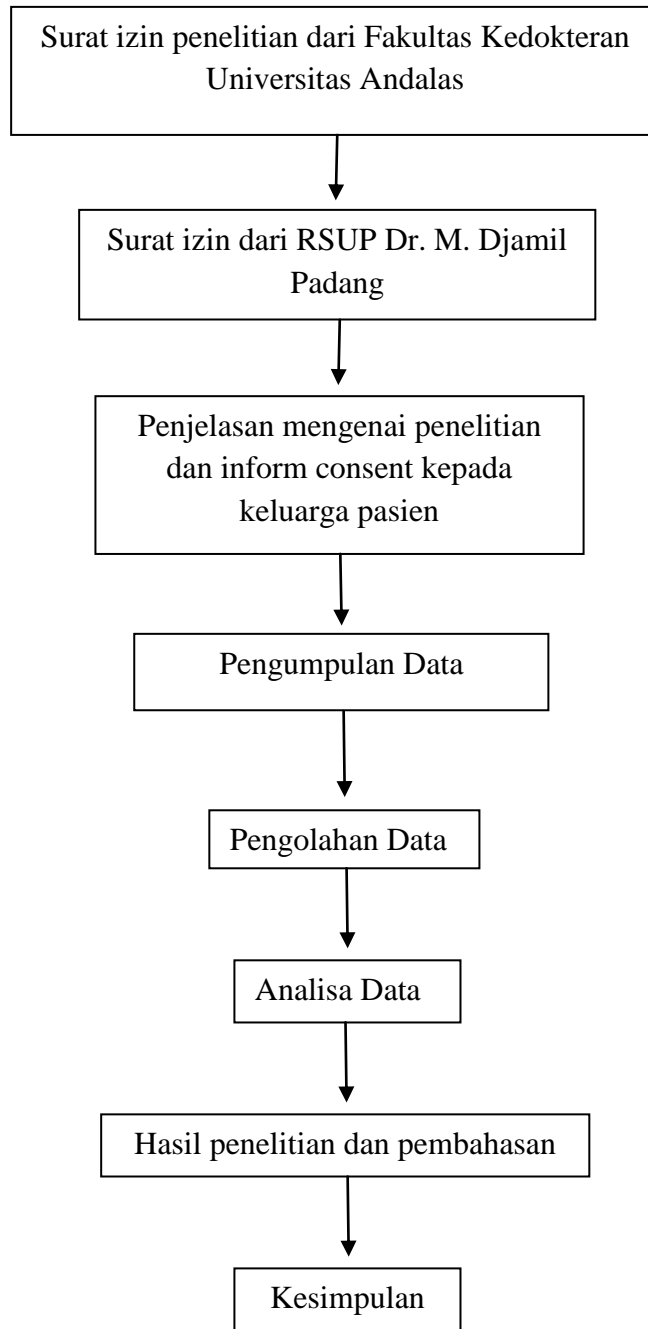 Surat izin penelitian dari Fakultas Kedokteran
Universitas Andalas
Surat izin dari RSUP Dr. M. Djamil
Padang
Penjelasan mengenai penelitian
dan inform consent kepada
keluarga pasien
Pengumpulan Data
Pengolahan Data
Analisa Data
Hasil penelitian dan pembahasan
Kesimpulan